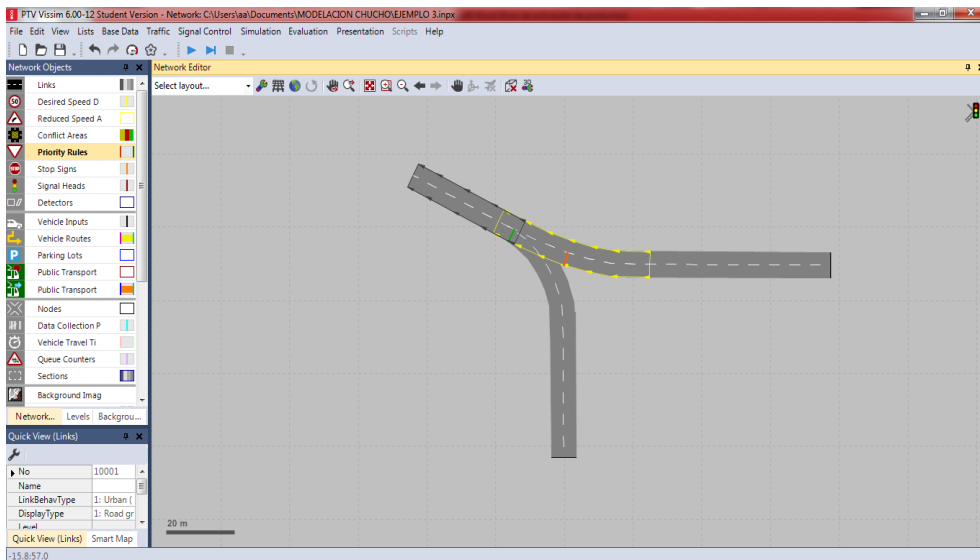 PTV Vissim 6.00-12 Student Version - Network: C:\Users\aa\Documents\MODELACION CHUCHO\EJEMPLO 3.inpx
File Edit View Lists Base Data Traffic Signal Control Simulation Evaluation Presentation Scripts Help
Network Objects
Network Editor
Select layout...
Links
50 Desired Speed D
Reduced Speed A
Conflict Areas
Priority Rules
STOP Stop Signs
Signal Heads
Detectors
Vehicle Inputs
Vehicle Routes
P Parking Lots
Public Transport
Public Transport
Nodes
Data Collection P
Vehicle Travel Ti
Queue Counters
Sections
Background Imag
Network... Levels Backgrou...
Quick View (Links)
No 10001
Name
LinkBehavType 1: Urban (
DisplayType 1: Road gr
Level
Quick View (Links) Smart Map
20 m
-15.8:57.0